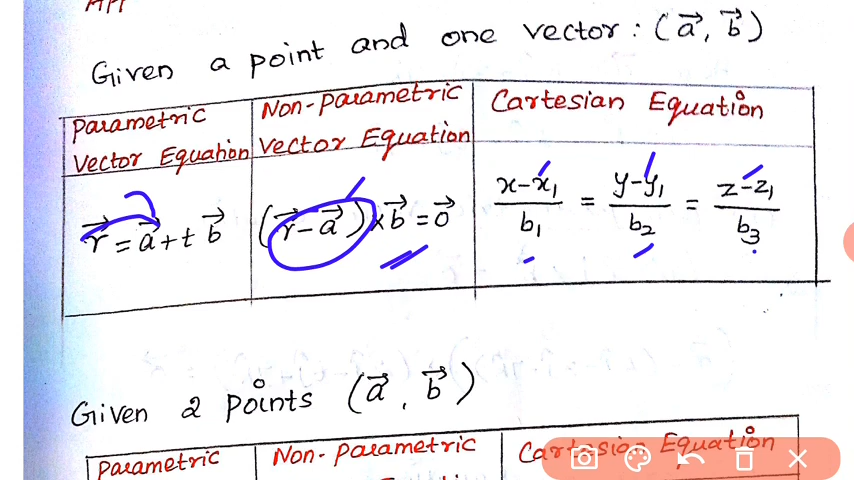 Given a point and one vector : (a⃗, b⃗)
Parametric Vector Equation
Non-Parametric Vector Equation
Cartesian Equation
r⃗ = a⃗ + t b⃗
(r⃗ - a⃗) × b⃗ = 0⃗
x-x₁/b₁ = y-y₁/b₂ = z-z₁/b₃
Given 2 points (a⃗, b⃗)
Parametric
Non-Parametric
Cartesian Equation